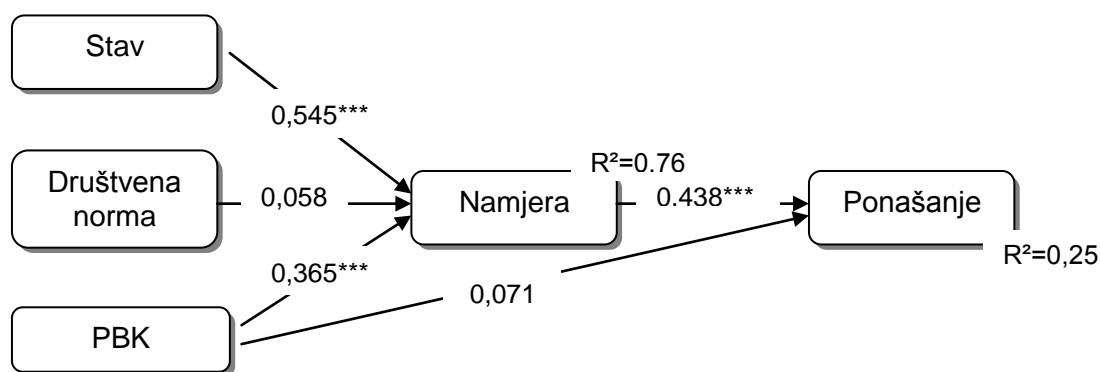 Stav
0,545***
Društvena
norma
0,058
R²=0.76
Namjera
0.438***
Ponašanje
R²=0,25
0,365***
0,071
PBK